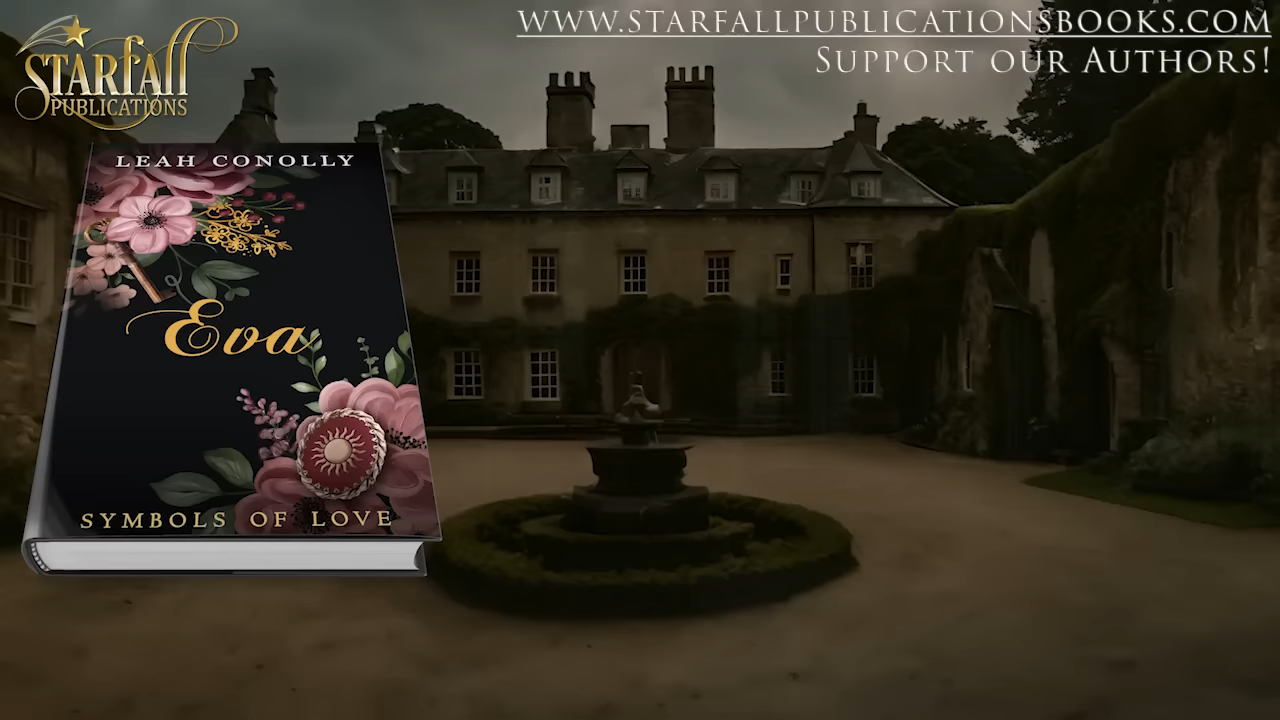 STARfall
PUBLICATIONS
WWW.STARFALLPUBLICATIONSBOOKS.COM
SUPPORT OUR AUTHORS!
LEAH CONOLLY
Eva
SYMBOLS OF LOVE